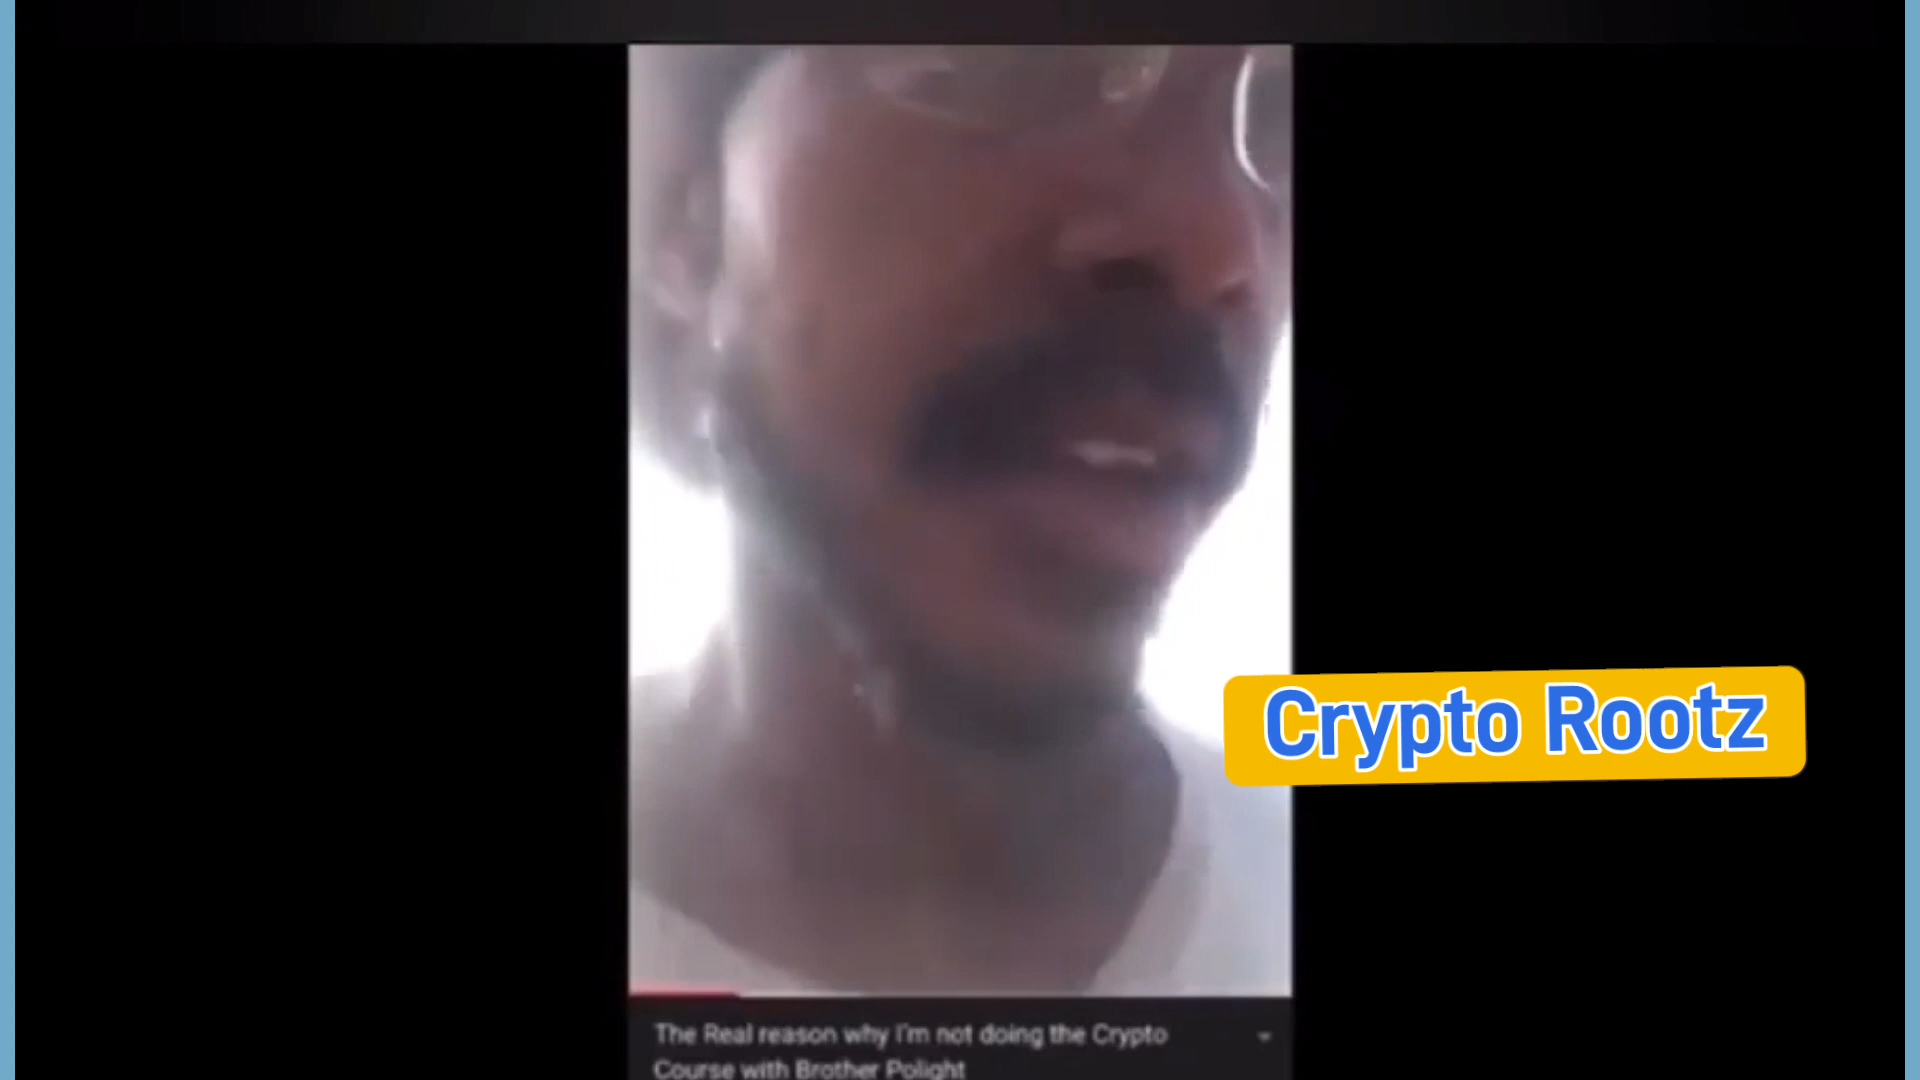 Crypto Rootz
The Real reason why I'm not doing the Crypto
Course with Brother Polight